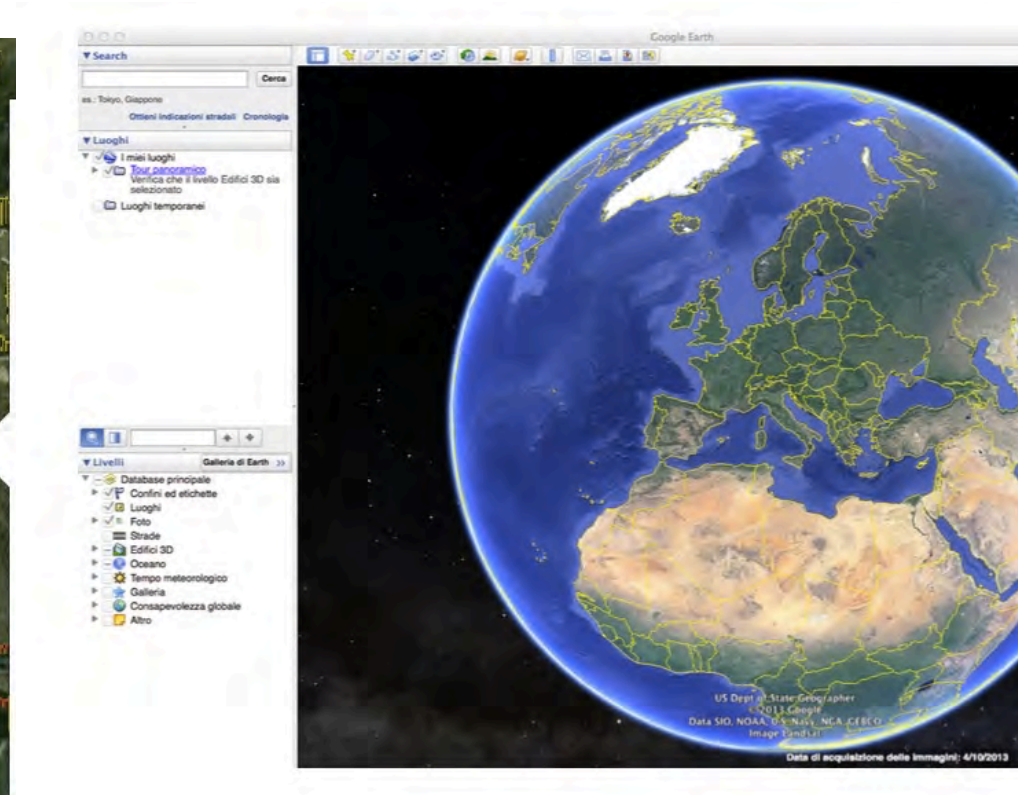 Google Earth
▼ Search
Cerca
es.: Tokyo, Giappone
Ottieni indicazioni stradali Cronologia
▼ Luoghi
I miei luoghi
Tour panoramico
Verifica che il livello Edifici 3D sia
selezionato
Luoghi temporanei
▼ Livelli
Galleria di Earth >>
Database principale
Confini ed etichette
Luoghi
Foto
Strade
Edifici 3D
Oceano
Tempo meteorologico
Galleria
Consapevolezza globale
Altro
US Dept of State Geographer
© 2013 Google
Data SIO, NOAA, U.S. Navy, NGA, GEBCO
Image Landsat
Data di acquisizione delle immagini: 4/10/2013